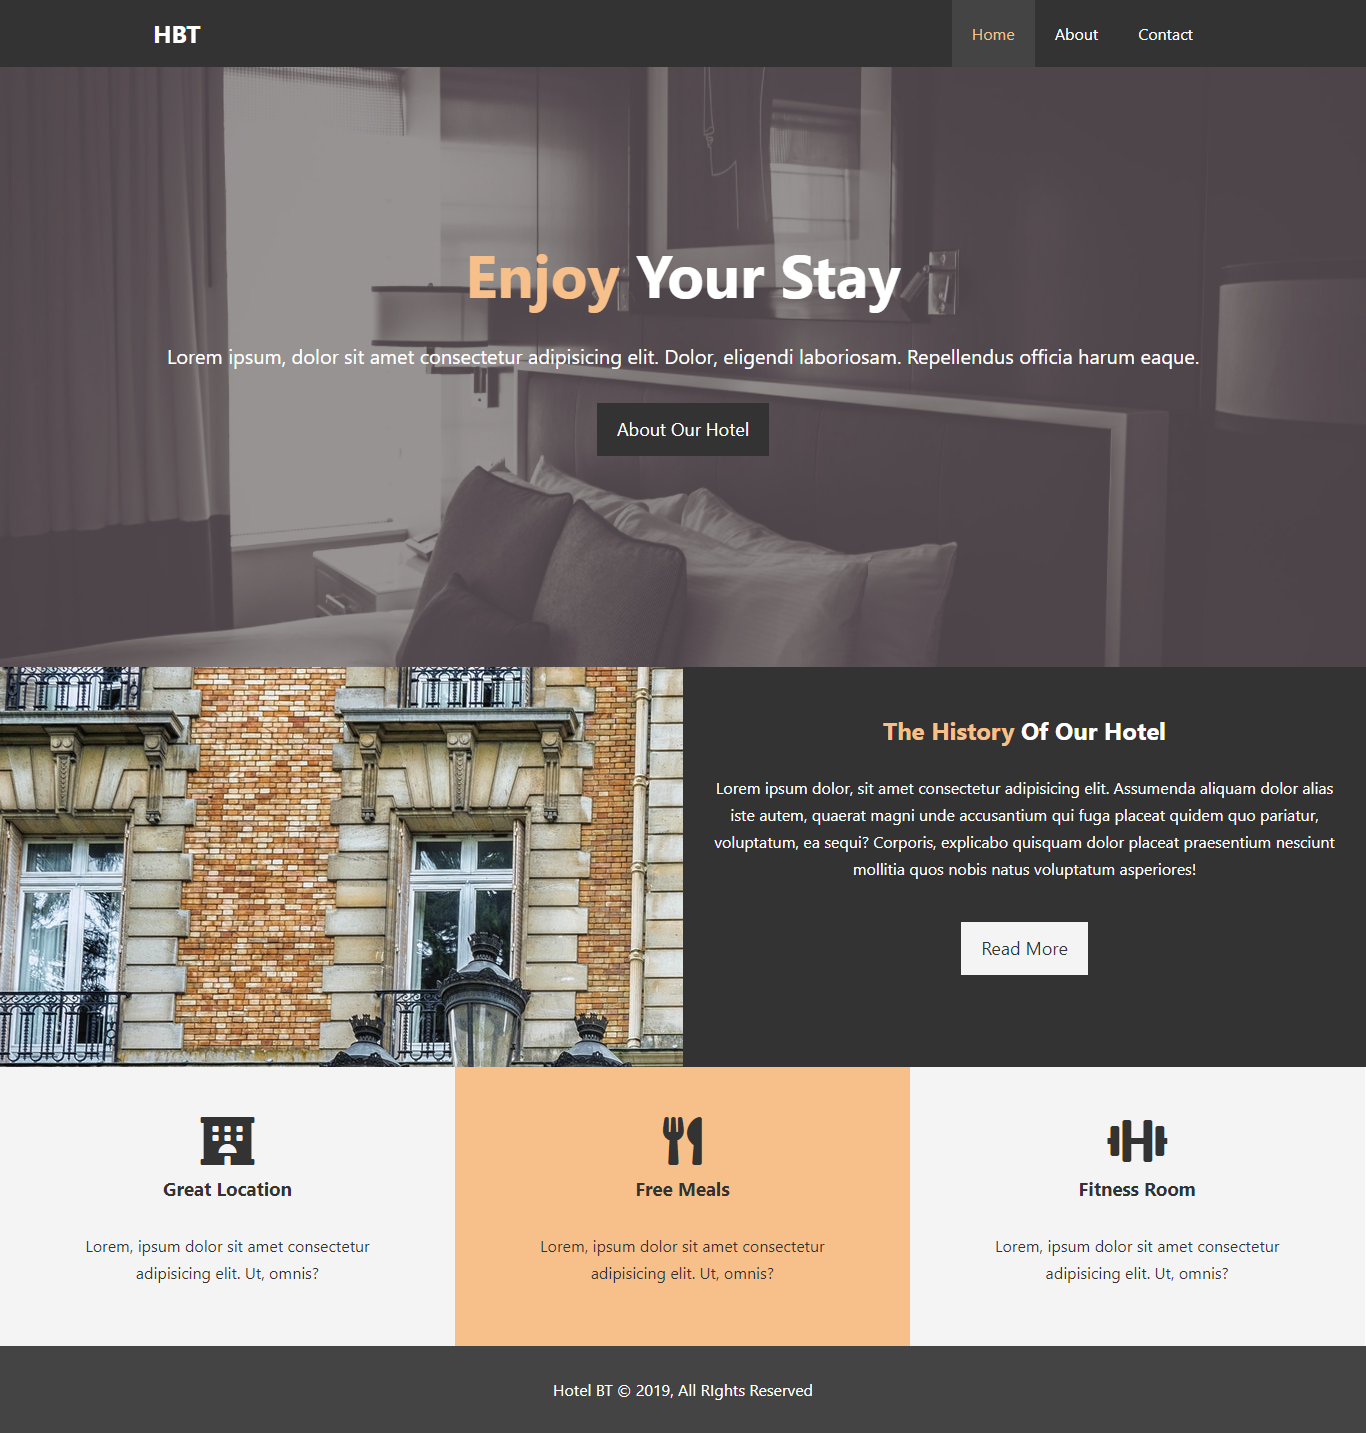 HBT
Home
About
Contact
Enjoy Your Stay
Lorem ipsum, dolor sit amet consectetur adipisicing elit. Dolor, eligendi laboriosam. Repellendus officia harum eaque.
About Our Hotel
The History Of Our Hotel
Lorem ipsum dolor, sit amet consectetur adipisicing elit. Assumenda aliquam dolor alias
iste autem, quaerat magni unde accusantium qui fuga placeat quidem quo pariatur,
voluptatum, ea sequi? Corporis, explicabo quisquam dolor placeat praesentium nesciunt
mollitia quos nobis natus voluptatum asperiores!
Read More
Great Location
Lorem, ipsum dolor sit amet consectetur
adipisicing elit. Ut, omnis?
Free Meals
Lorem, ipsum dolor sit amet consectetur
adipisicing elit. Ut, omnis?
Fitness Room
Lorem, ipsum dolor sit amet consectetur
adipisicing elit. Ut, omnis?
Hotel BT © 2019, All RIghts Reserved